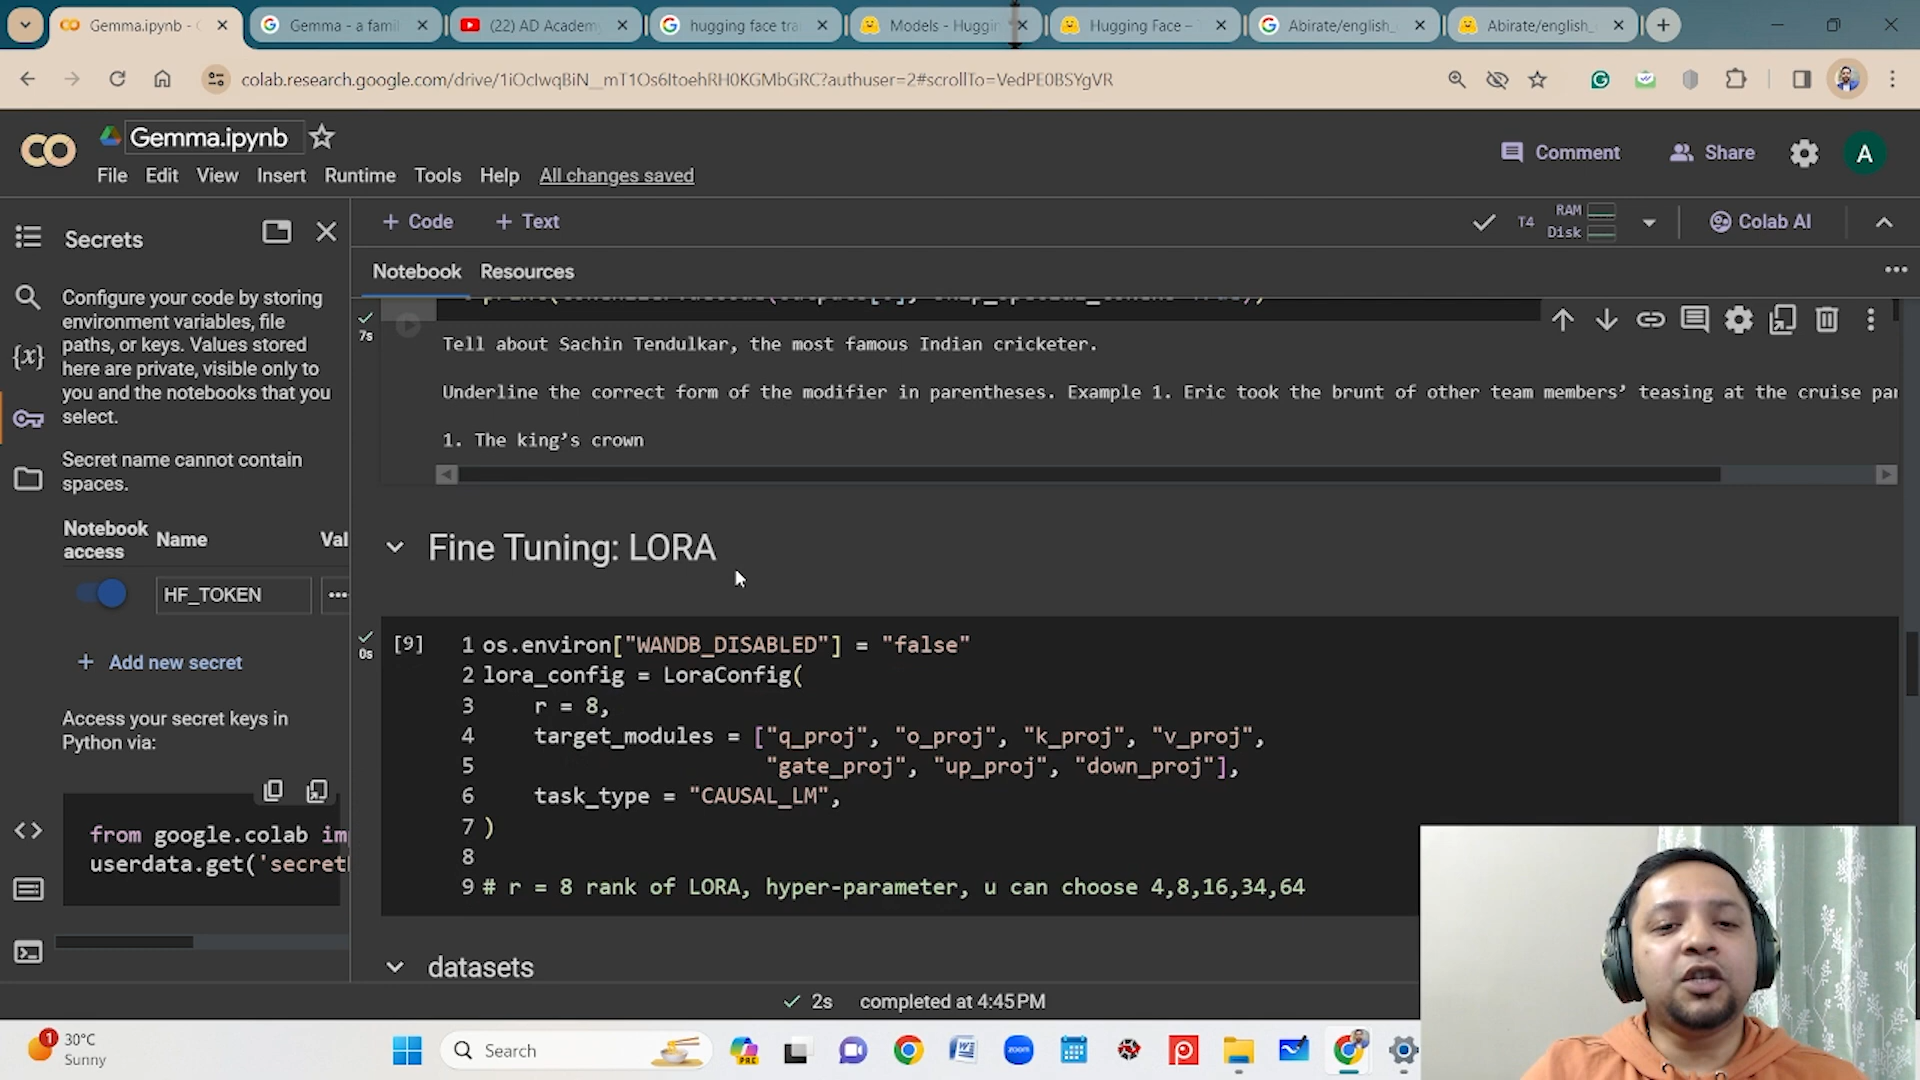 Gemma.ipynb - C
Gemma - a famil
(22) AD Academy
hugging face tra
Models - Huggin
Hugging Face –
Abirate/english_
Abirate/english_
colab.research.google.com/drive/1iOclwqBiN__mT1Os6ItoehRH0KGMbGRC?authuser=2#scrollTo=VedPE0BSYgVR
Gemma.ipynb
Comment
Share
A
File Edit View Insert Runtime Tools Help All changes saved
Secrets
+ Code + Text
T4
RAM
Disk
Colab AI
Notebook Resources
Configure your code by storing
environment variables, file
paths, or keys. Values stored
here are private, visible only to
you and the notebooks that you
select.
Secret name cannot contain
spaces.
Notebook
access
Name
Val
HF_TOKEN
+ Add new secret
Access your secret keys in
Python via:
from google.colab im
userdata.get('secret
7s
Tell about Sachin Tendulkar, the most famous Indian cricketer.
Underline the correct form of the modifier in parentheses. Example 1. Eric took the brunt of other team members’ teasing at the cruise par
1. The king’s crown
Fine Tuning: LORA
0s
[9]
1 os.environ["WANDB_DISABLED"] = "false"
2 lora_config = LoraConfig(
3 r = 8,
4 target_modules = ["q_proj", "o_proj", "k_proj", "v_proj",
5 "gate_proj", "up_proj", "down_proj"],
6 task_type = "CAUSAL_LM",
7 )
8
9 # r = 8 rank of LORA, hyper-parameter, u can choose 4,8,16,34,64
datasets
2s completed at 4:45 PM
1
30°C
Sunny
Search
PRE
zoom